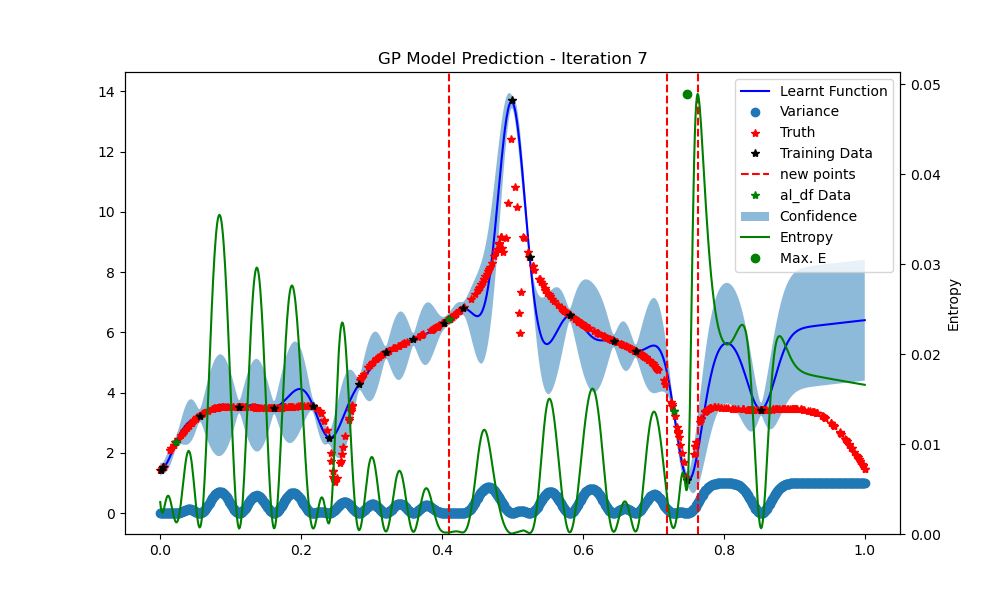 GP Model Prediction - Iteration 7
14
12
10
8
6
4
2
0
0.0
0.2
0.4
0.6
0.8
1.0
0.05
0.04
0.03
0.02
0.01
0.00
Entropy
Learnt Function
Variance
Truth
Training Data
new points
al_df Data
Confidence
Entropy
Max. E